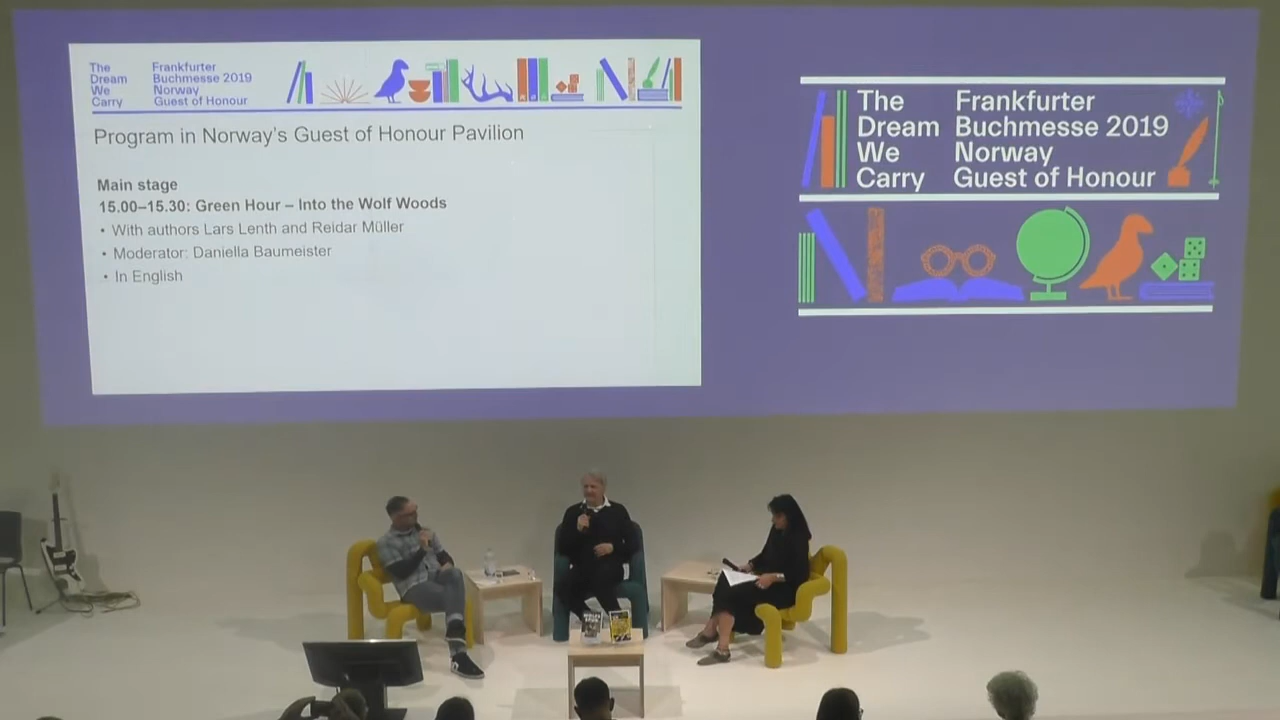 The Dream We Carry
Frankfurter Buchmesse 2019 Norway Guest of Honour
Program in Norway's Guest of Honour Pavilion
Main stage
15.00–15.30: Green Hour – Into the Wolf Woods
• With authors Lars Lenth and Reidar Müller
• Moderator: Daniella Baumeister
• In English
The Frankfurter
Dream Buchmesse 2019
We Norway
Carry Guest of Honour